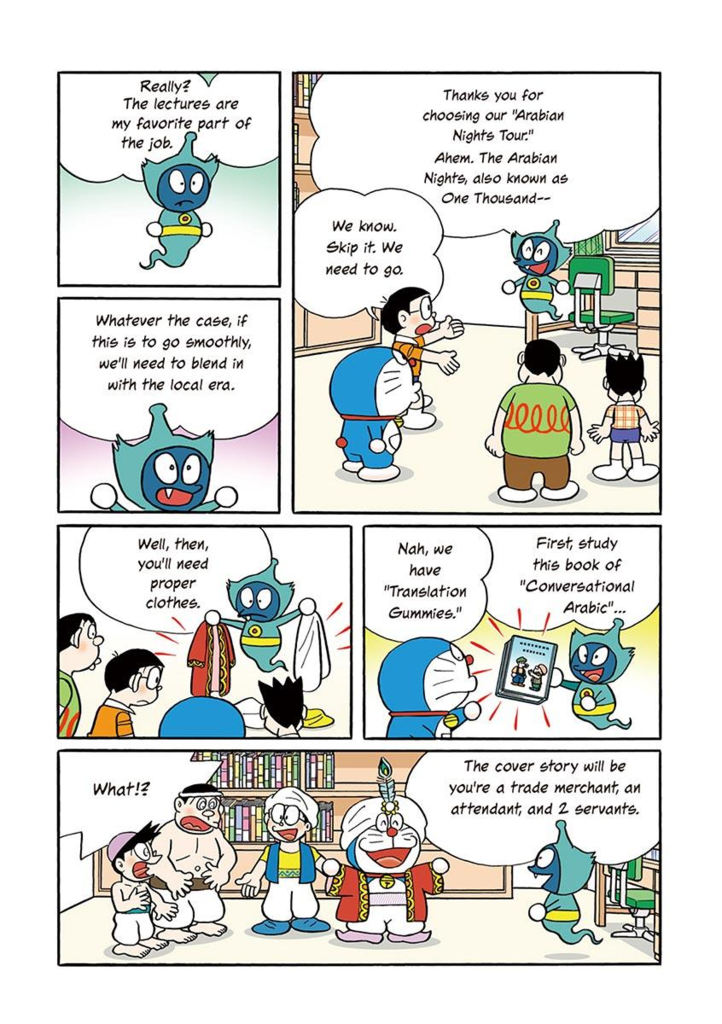 Thanks you for
choosing our "Arabian
Nights Tour."
Ahem. The Arabian
Nights, also known as
One Thousand--
We know.
Skip it. We
need to go.
Really?
The lectures are
my favorite part of
the job.
Whatever the case, if
this is to go smoothly,
we'll need to blend in
with the local era.
First, study
this book of
"Conversational
Arabic"...
Nah, we
have
"Translation
Gummies."
Well, then,
you'll need
proper
clothes.
The cover story will be
you're a trade merchant, an
attendant, and 2 servants.
What!?